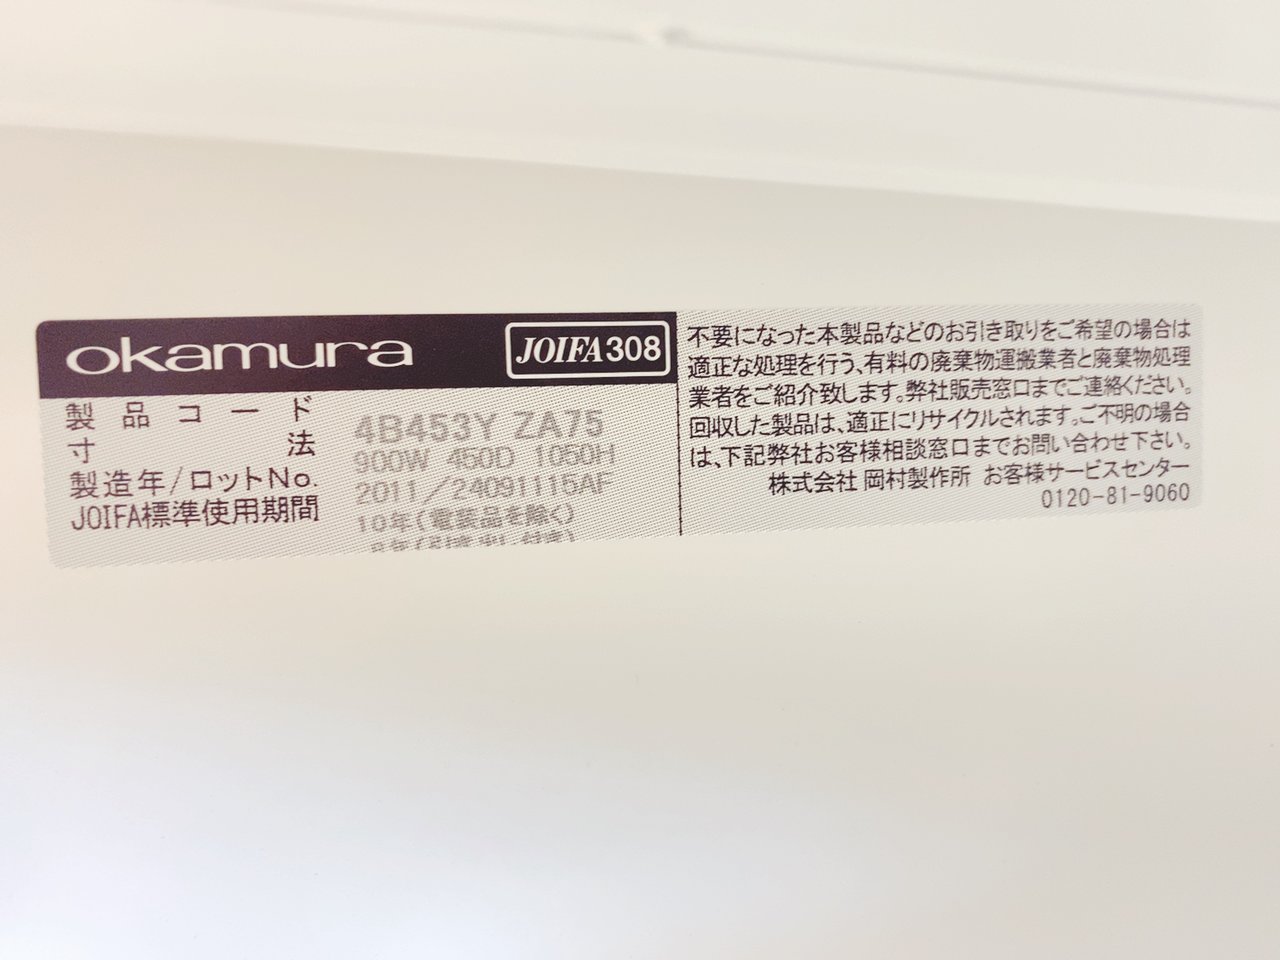 okamura JOIFA308
製品コード 4B453Y ZA75
寸法 900W 450D 1050H
製造年/ロットNo. 2011/24091115AF
JOIFA標準使用期間 10年(電装品を除く)
8年(引違出し付き)
不要になった本製品などのお引き取りをご希望の場合は
適正な処理を行う、有料の廃棄物運搬業者と廃棄物処理
業者をご紹介致します。弊社販売窓口までご連絡ください。
回収した製品は、適正にリサイクルされます。ご不明の場合
は、下記弊社お客様相談窓口までお問い合わせ下さい。
株式会社 岡村製作所 お客様サービスセンター
0120-81-9060